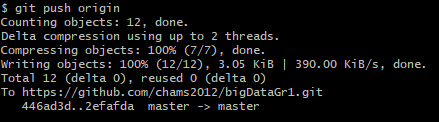 $ git push origin
Counting objects: 12, done.
Delta compression using up to 2 threads.
Compressing objects: 100% (7/7), done.
Writing objects: 100% (12/12), 3.05 KiB | 390.00 KiB/s, done.
Total 12 (delta 0), reused 0 (delta 0)
To https://github.com/chams2012/bigDataGr1.git
   446ad3d..2efafda  master -> master